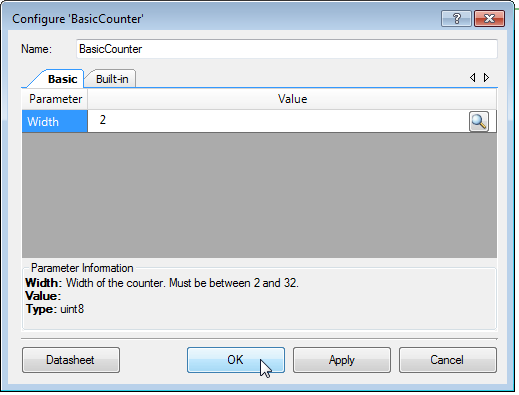 Configure 'BasicCounter'
?
Name: BasicCounter
Basic Built-in
Parameter Value
Width 2
Parameter Information
Width: Width of the counter. Must be between 2 and 32.
Value:
Type: uint8
Datasheet OK Apply Cancel